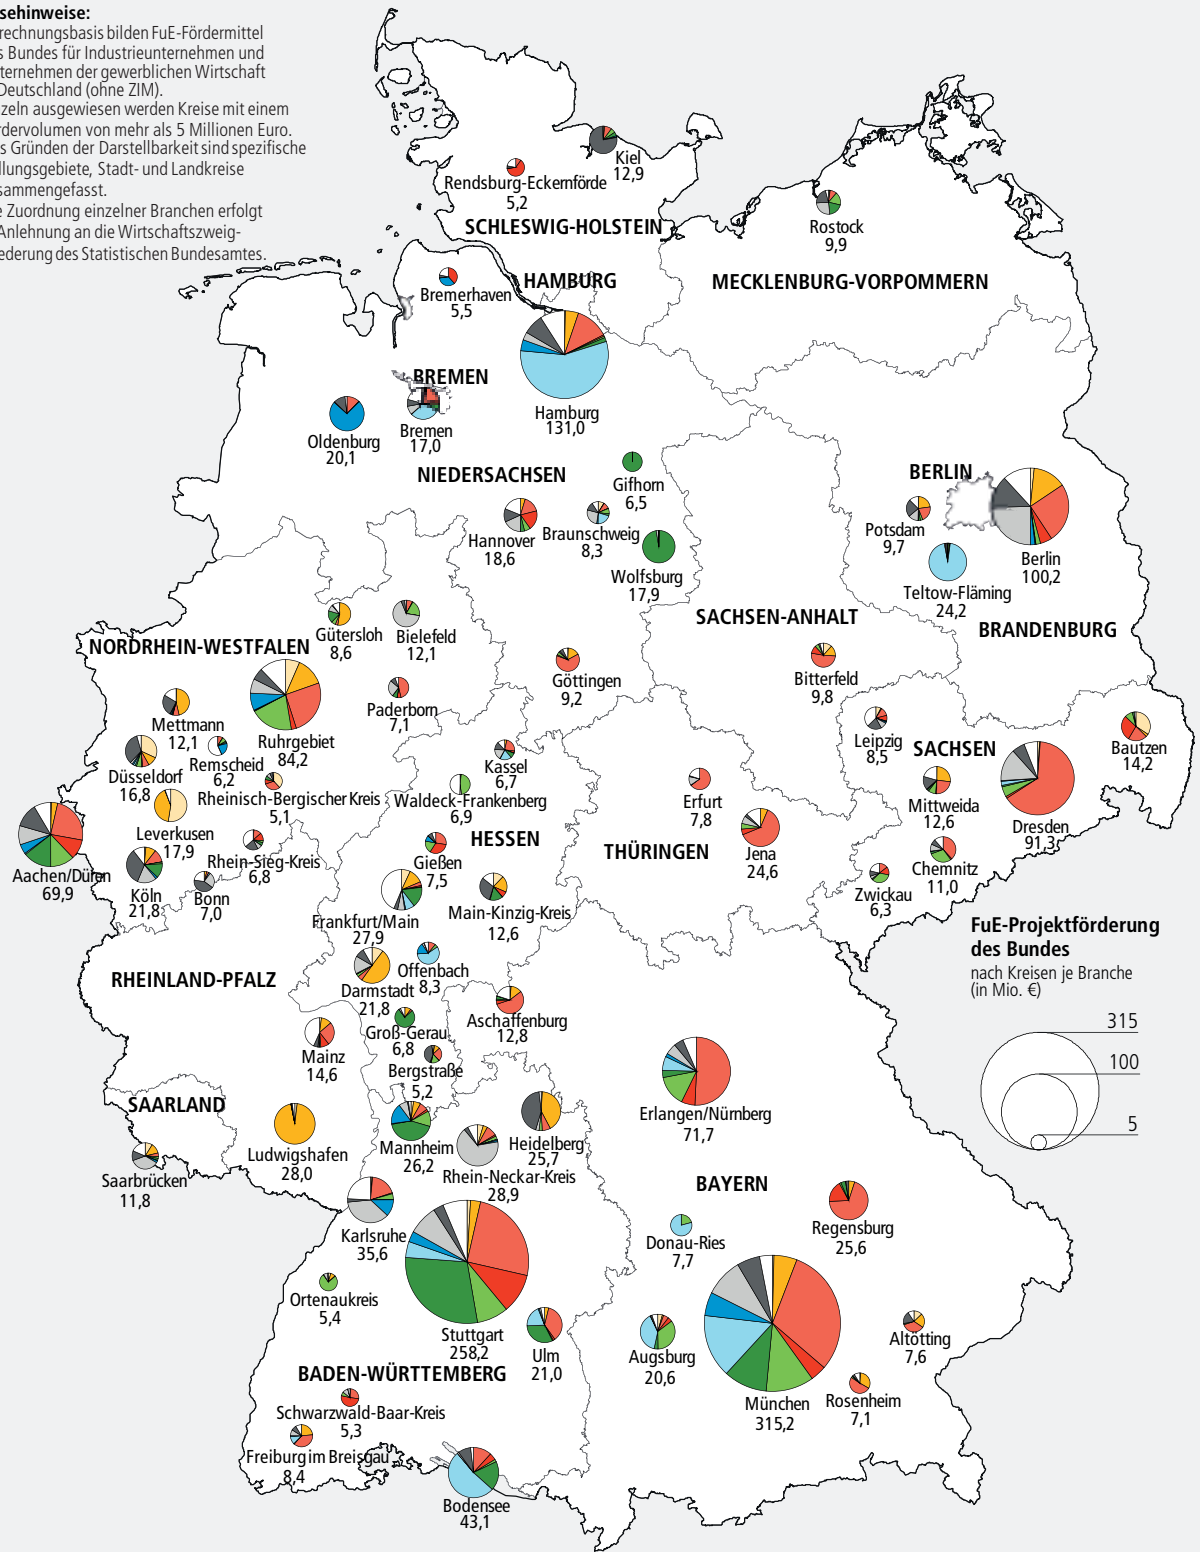 sehinweise:
rechnungsbasis bilden FuE-Fördermittel
s Bundes für Industrieunternehmen und
ternehmen der gewerblichen Wirtschaft
Deutschland (ohne ZIM).
nzeln ausgewiesen werden Kreise mit einem
rdervolumen von mehr als 5 Millionen Euro.
s Gründen der Darstellbarkeit sind spezifische
llungsgebiete, Stadt- und Landkreise
sammengefasst.
e Zuordnung einzelner Branchen erfolgt
Anlehnung an die Wirtschaftszweig-
ederung des Statistischen Bundesamtes.
Kiel
12,9
Rendsburg-Eckernförde
5,2
SCHLESWIG-HOLSTEIN
Rostock
9,9
HAMBURG
MECKLENBURG-VORPOMMERN
Bremerhaven
5,5
BREMEN
Hamburg
131,0
Oldenburg
20,1
Bremen
17,0
NIEDERSACHSEN
Gifhorn
6,5
BERLIN
Hannover
18,6
Braunschweig
8,3
Potsdam
9,7
Berlin
100,2
Wolfsburg
17,9
Teltow-Fläming
24,2
SACHSEN-ANHALT
BRANDENBURG
NORDRHEIN-WESTFALEN
Gütersloh
8,6
Bielefeld
12,1
Göttingen
9,2
Bitterfeld
9,8
Paderborn
7,1
Mettmann
12,1
Ruhrgebiet
84,2
Leipzig
8,5
SACHSEN
Bautzen
14,2
Düsseldorf
16,8
Remscheid
6,2
Kassel
6,7
Rheinisch-Bergischer Kreis
5,1
Waldeck-Frankenberg
6,9
Erfurt
7,8
Mittweida
12,6
Dresden
91,3
Leverkusen
17,9
HESSEN
THÜRINGEN
Jena
24,6
Aachen/Düren
69,9
Rhein-Sieg-Kreis
6,8
Gießen
7,5
Chemnitz
11,0
Köln
21,8
Bonn
7,0
Zwickau
6,3
Frankfurt/Main
27,9
Main-Kinzig-Kreis
12,6
FuE-Projektförderung
des Bundes
nach Kreisen je Branche
(in Mio. €)
315
100
5
RHEINLAND-PFALZ
Offenbach
8,3
Darmstadt
21,8
Aschaffenburg
12,8
Groß-Gerau
6,8
Mainz
14,6
Bergstraße
5,2
SAARLAND
Erlangen/Nürnberg
71,7
Ludwigshafen
28,0
Mannheim
26,2
Heidelberg
25,7
Rhein-Neckar-Kreis
28,9
Saarbrücken
11,8
BAYERN
Regensburg
25,6
Karlsruhe
35,6
Donau-Ries
7,7
Ortenaukreis
5,4
Stuttgart
258,2
Ulm
21,0
Augsburg
20,6
Altötting
7,6
BADEN-WÜRTTEMBERG
München
315,2
Rosenheim
7,1
Schwarzwald-Baar-Kreis
5,3
Freiburg im Breisgau
8,4
Bodensee
43,1